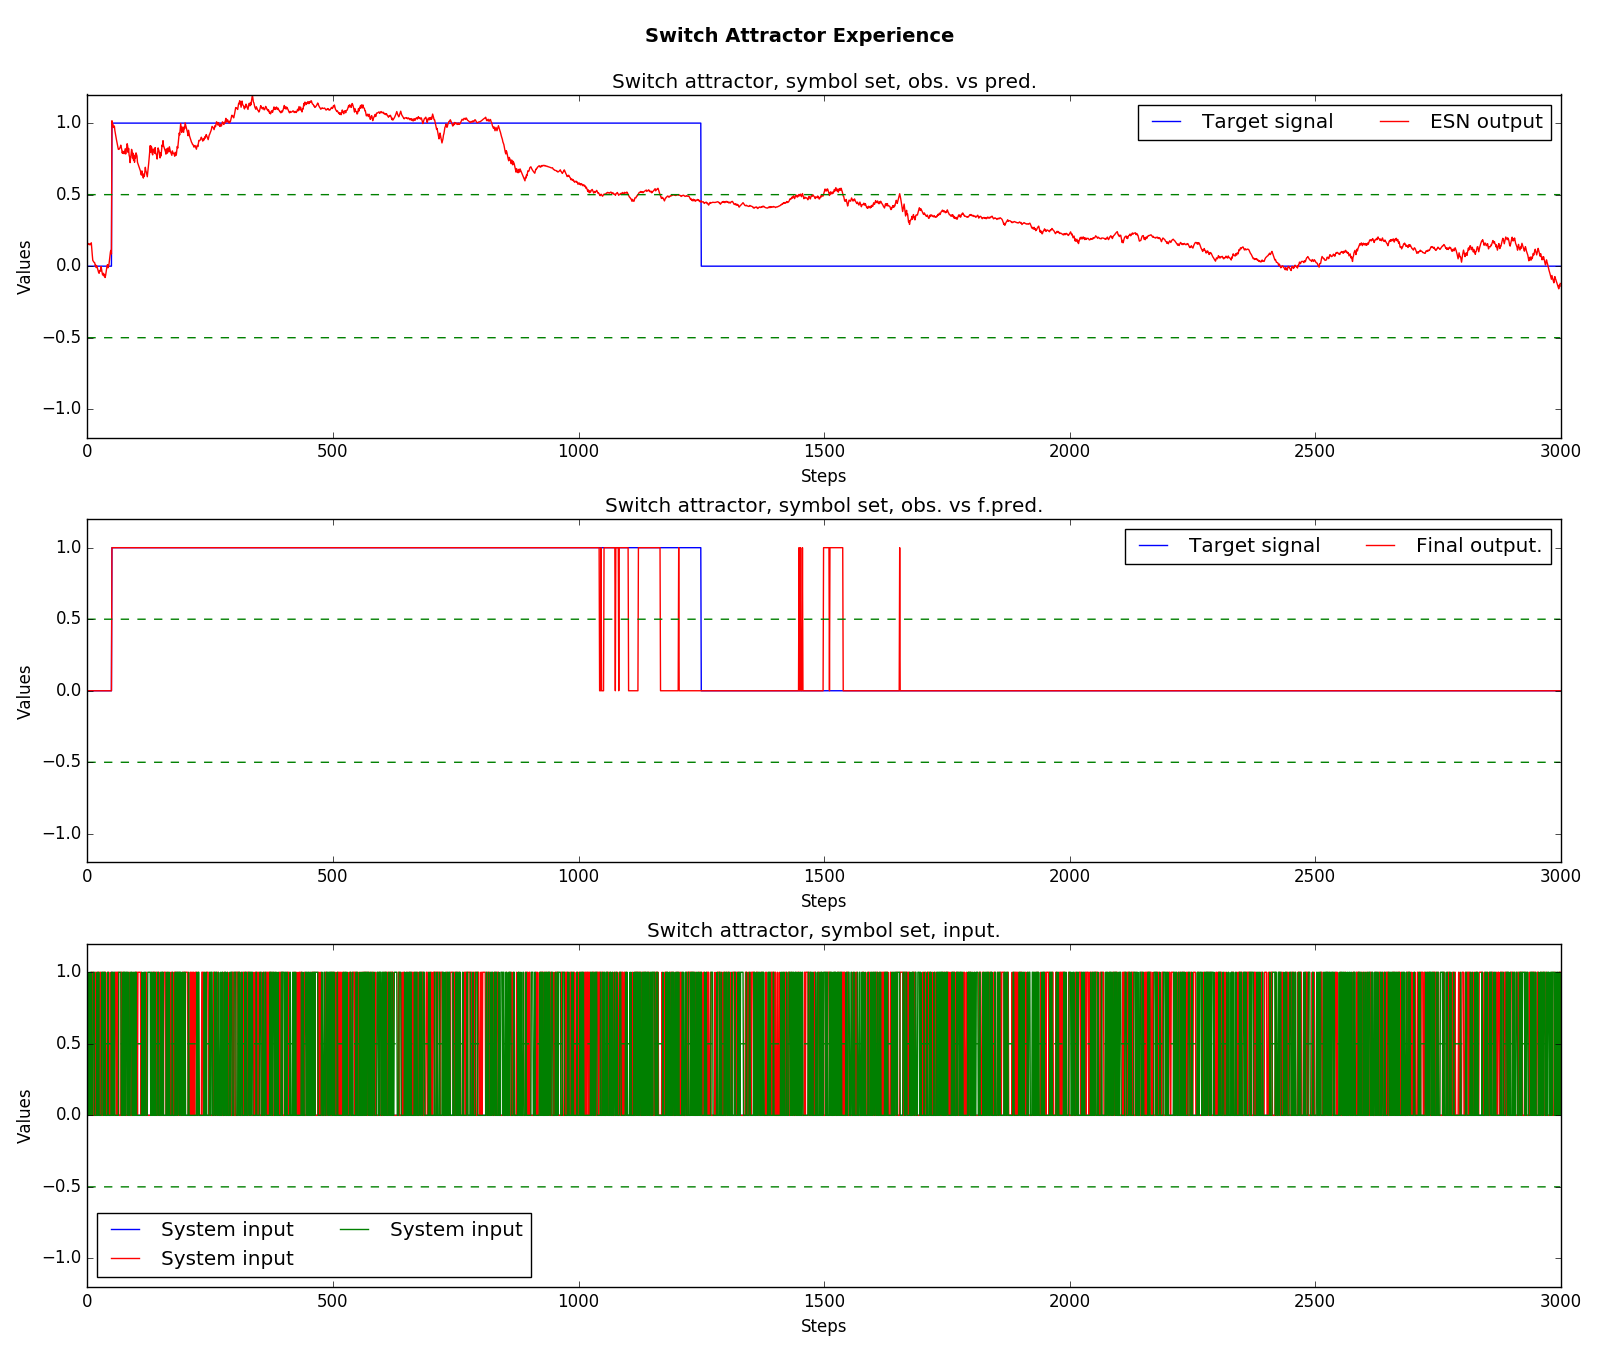 Switch Attractor Experience
Switch attractor, symbol set, obs. vs pred.
Target signal ESN output
1.0
0.5
0.0
−0.5
−1.0
Values
0 500 1000 1500 2000 2500 3000
Steps
Switch attractor, symbol set, obs. vs f.pred.
Target signal Final output.
1.0
0.5
0.0
−0.5
−1.0
Values
0 500 1000 1500 2000 2500 3000
Steps
Switch attractor, symbol set, input.
1.0
0.5
0.0
−0.5
−1.0
Values
System input System input
System input
0 500 1000 1500 2000 2500 3000
Steps